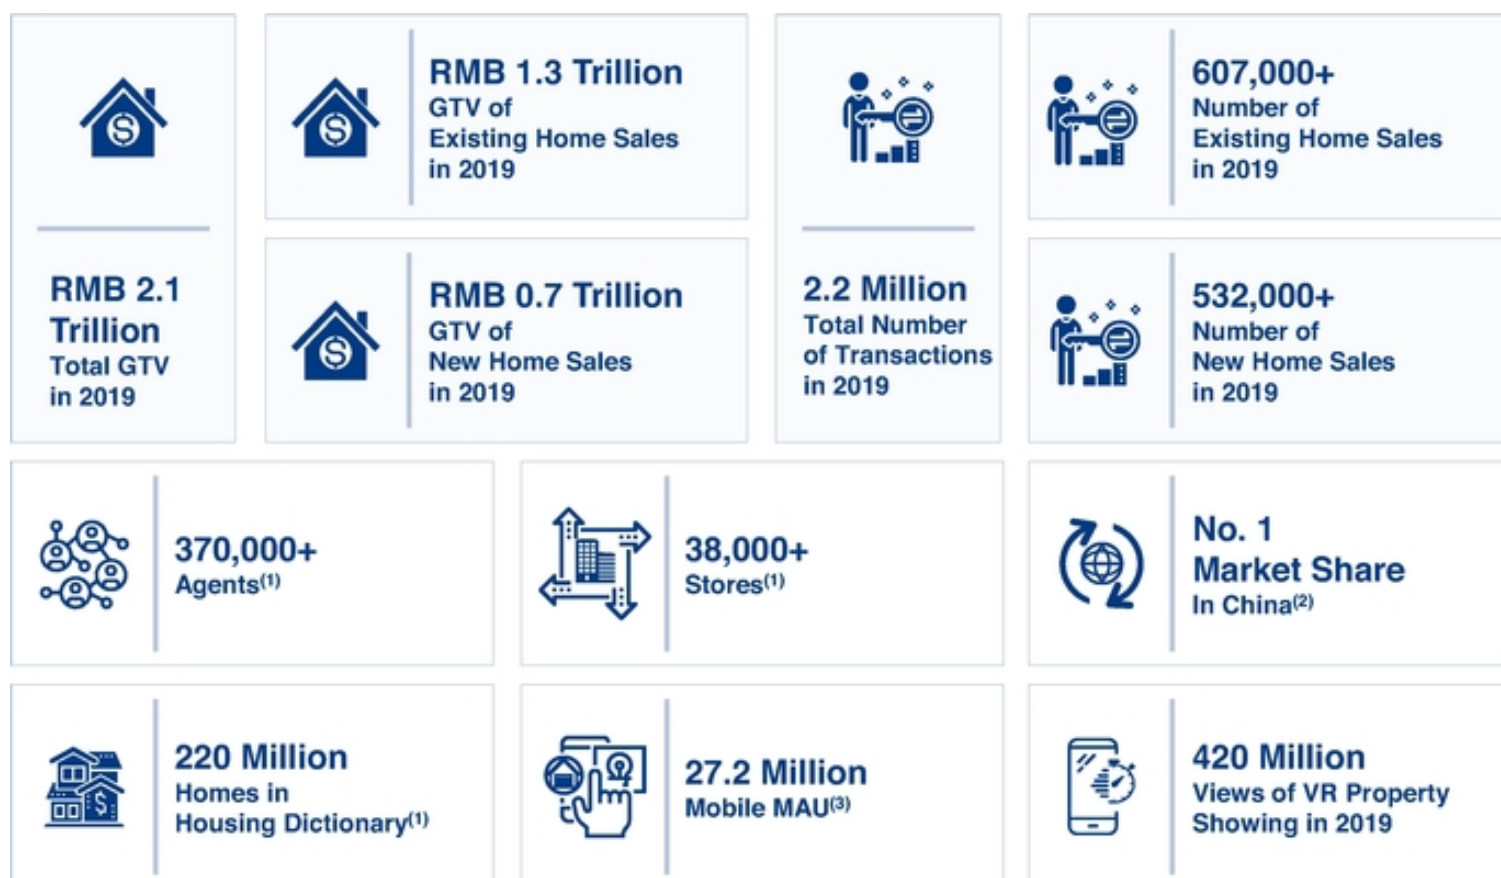 RMB 2.1
Trillion
Total GTV
in 2019
RMB 1.3 Trillion
GTV of
Existing Home Sales
in 2019
RMB 0.7 Trillion
GTV of
New Home Sales
in 2019
2.2 Million
Total Number
of Transactions
in 2019
607,000+
Number of
Existing Home Sales
in 2019
532,000+
Number of
New Home Sales
in 2019
370,000+
Agents(1)
38,000+
Stores(1)
No. 1
Market Share
In China(2)
220 Million
Homes in
Housing Dictionary(1)
27.2 Million
Mobile MAU(3)
420 Million
Views of VR Property
Showing in 2019